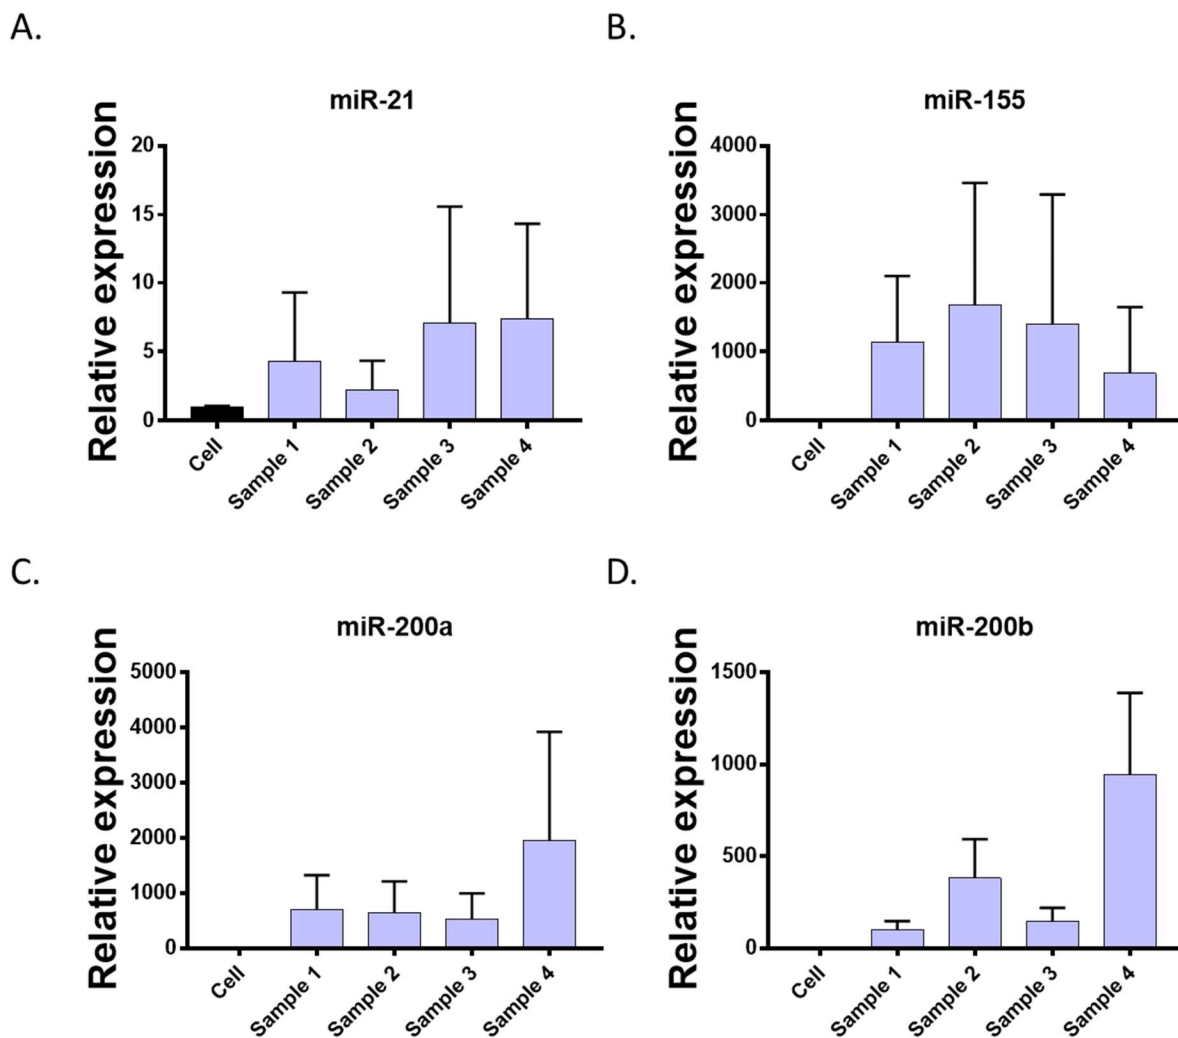 A.
miR-21
Relative expression
20
15
10
5
0
Cell
Sample 1
Sample 2
Sample 3
Sample 4
B.
miR-155
Relative expression
4000
3000
2000
1000
0
Cell
Sample 1
Sample 2
Sample 3
Sample 4
C.
miR-200a
Relative expression
5000
4000
3000
2000
1000
0
Cell
Sample 1
Sample 2
Sample 3
Sample 4
D.
miR-200b
Relative expression
1500
1000
500
0
Cell
Sample 1
Sample 2
Sample 3
Sample 4